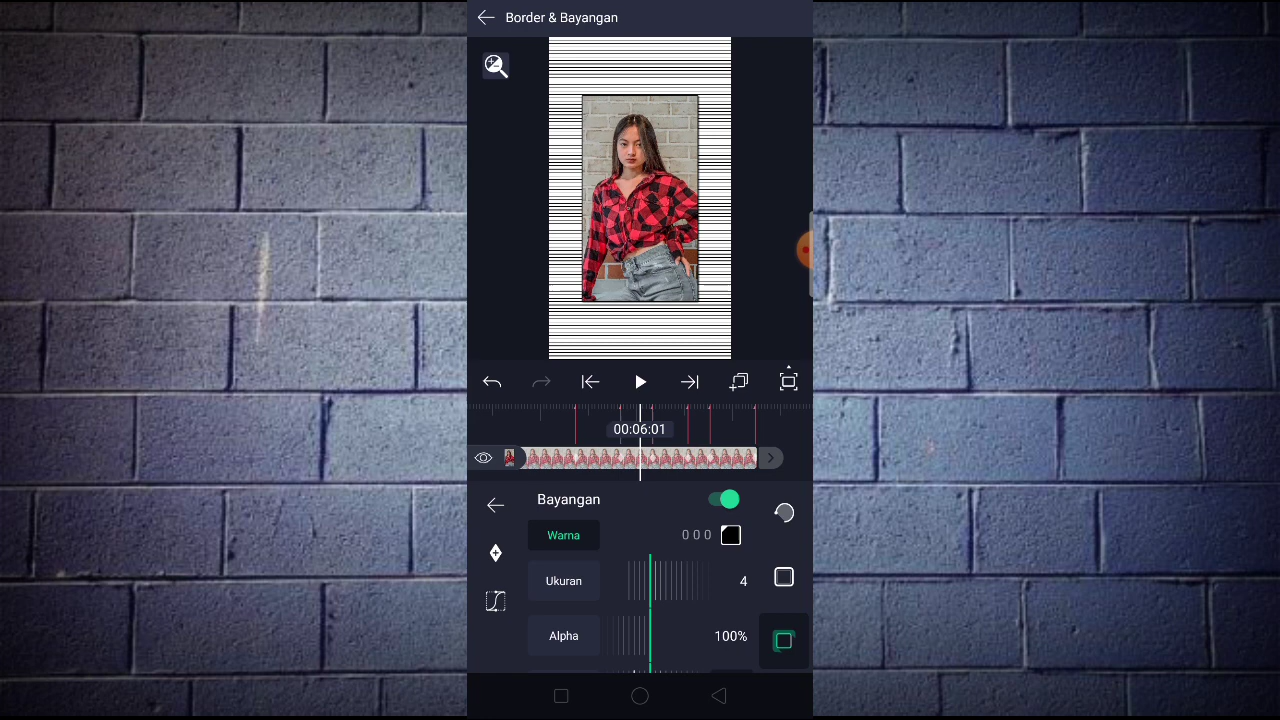 Border & Bayangan
00:06:01
Bayangan
Warna
0 0 0
Ukuran
4
Alpha
100%